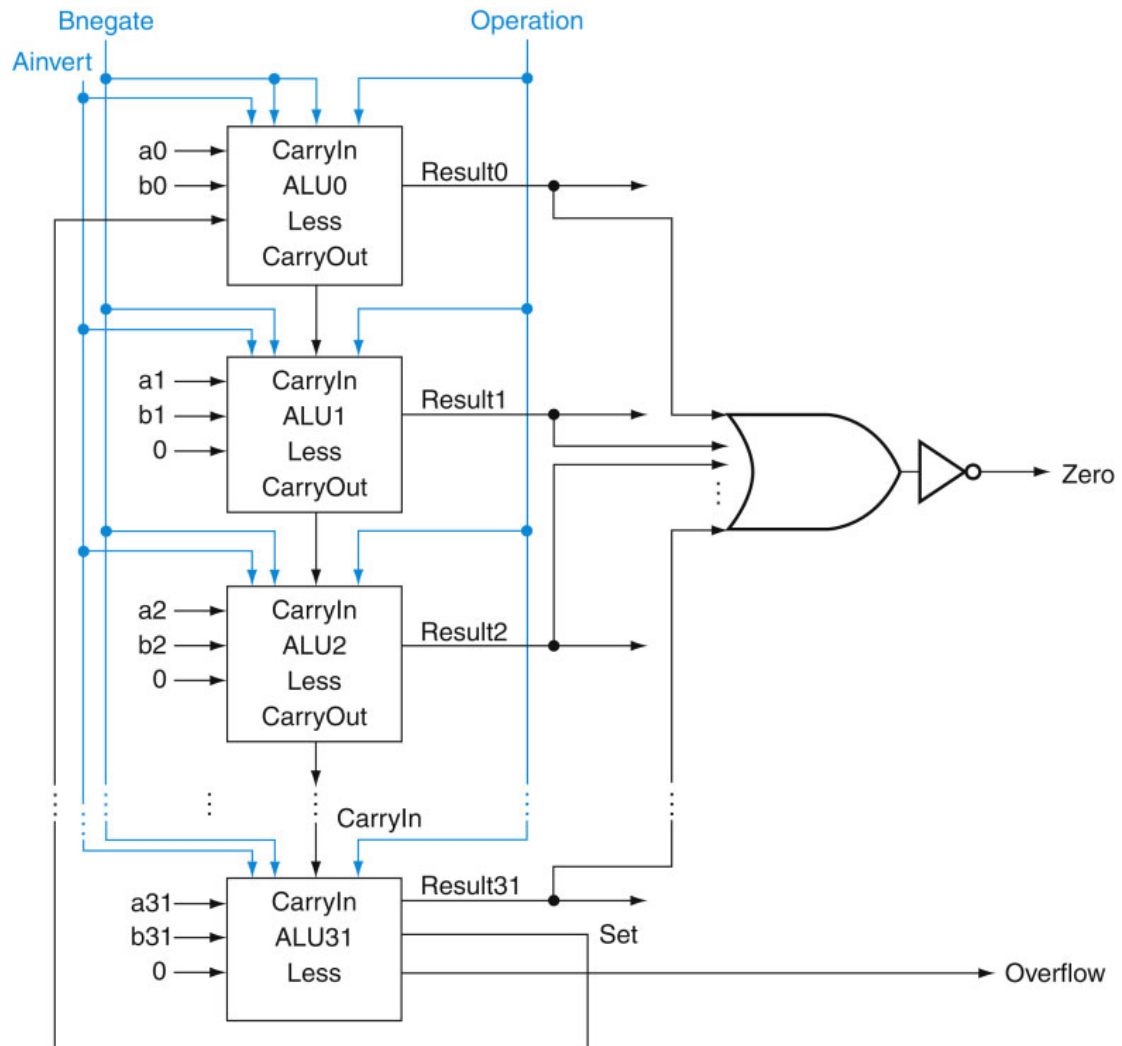 Bnegate
Operation
Ainvert
a0
CarryIn
b0
ALU0
Result0
Less
CarryOut
a1
CarryIn
b1
ALU1
Result1
0
Less
CarryOut
Zero
a2
CarryIn
b2
ALU2
Result2
0
Less
CarryOut
CarryIn
a31
CarryIn
Result31
b31
ALU31
Set
0
Less
Overflow